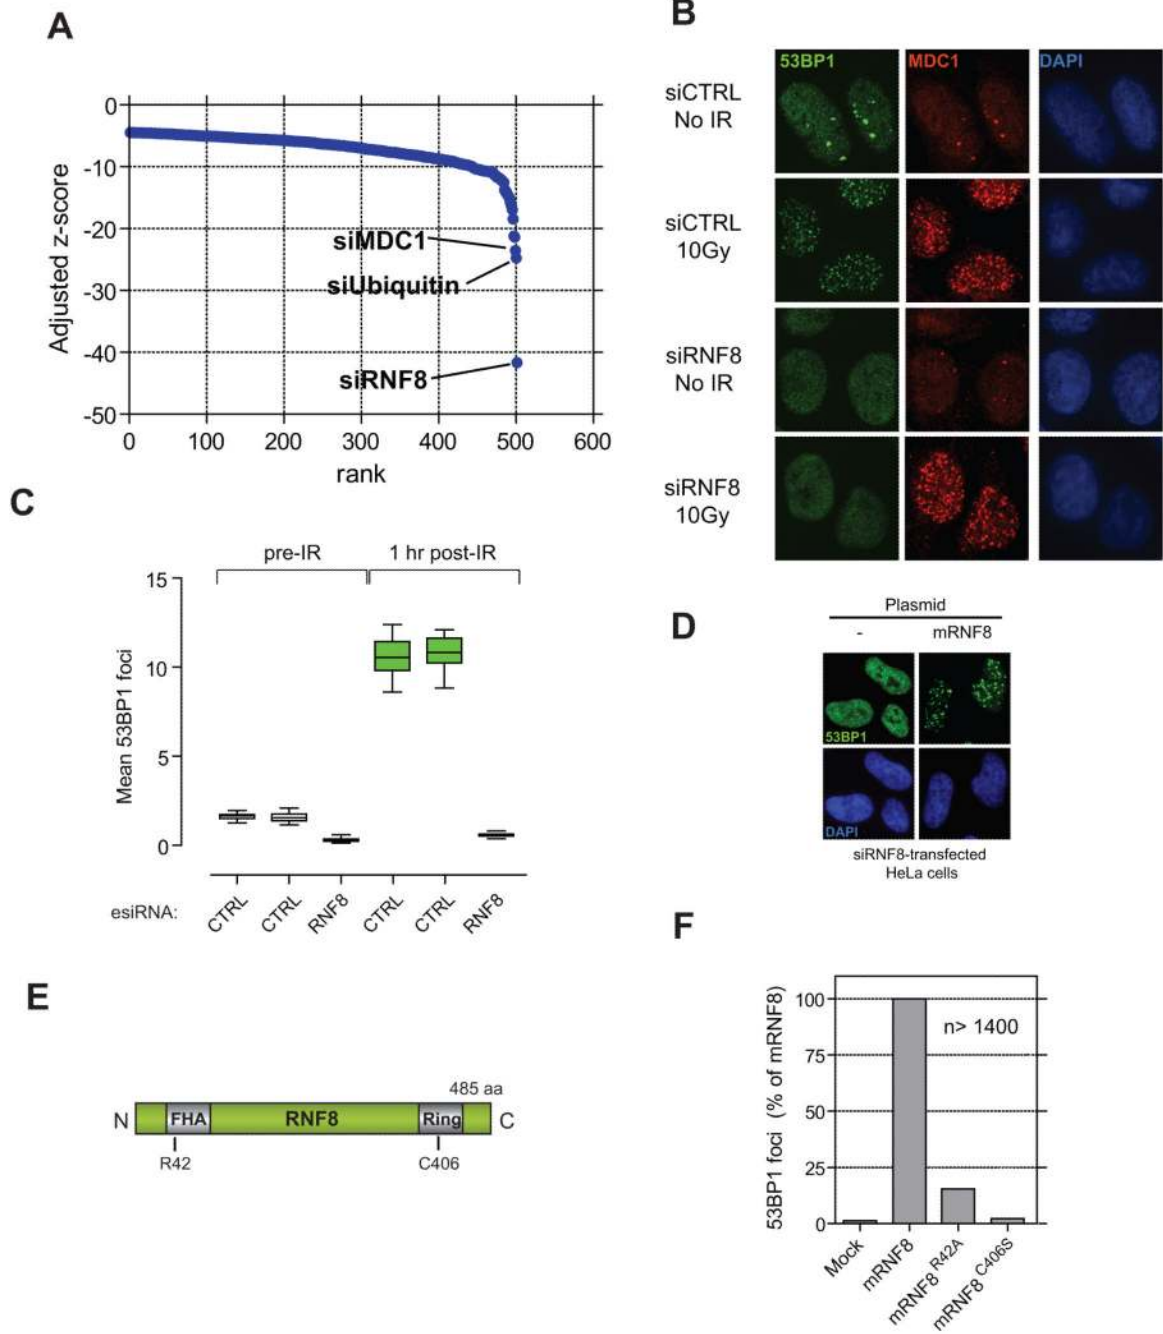 A
0
-10
-20
-30
-40
-50
Adjusted z-score
siMDC1
siUbiquitin
siRNF8
0 100 200 300 400 500 600
rank
B
53BP1 MDC1 DAPI
siCTRL
No IR
siCTRL
10Gy
siRNF8
No IR
siRNF8
10Gy
C
pre-IR 1 hr post-IR
15
10
5
0
Mean 53BP1 foci
esiRNA: CTRL CTRL RNF8 CTRL CTRL RNF8
D
Plasmid
- mRNF8
53BP1
DAPI
siRNF8-transfected
HeLa cells
E
485 aa
N FHA RNF8 Ring C
R42 C406
F
100
75
50
25
0
53BP1 foci (% of mRNF8)
n> 1400
Mock mRNF8 mRNF8 R42A mRNF8 C406S